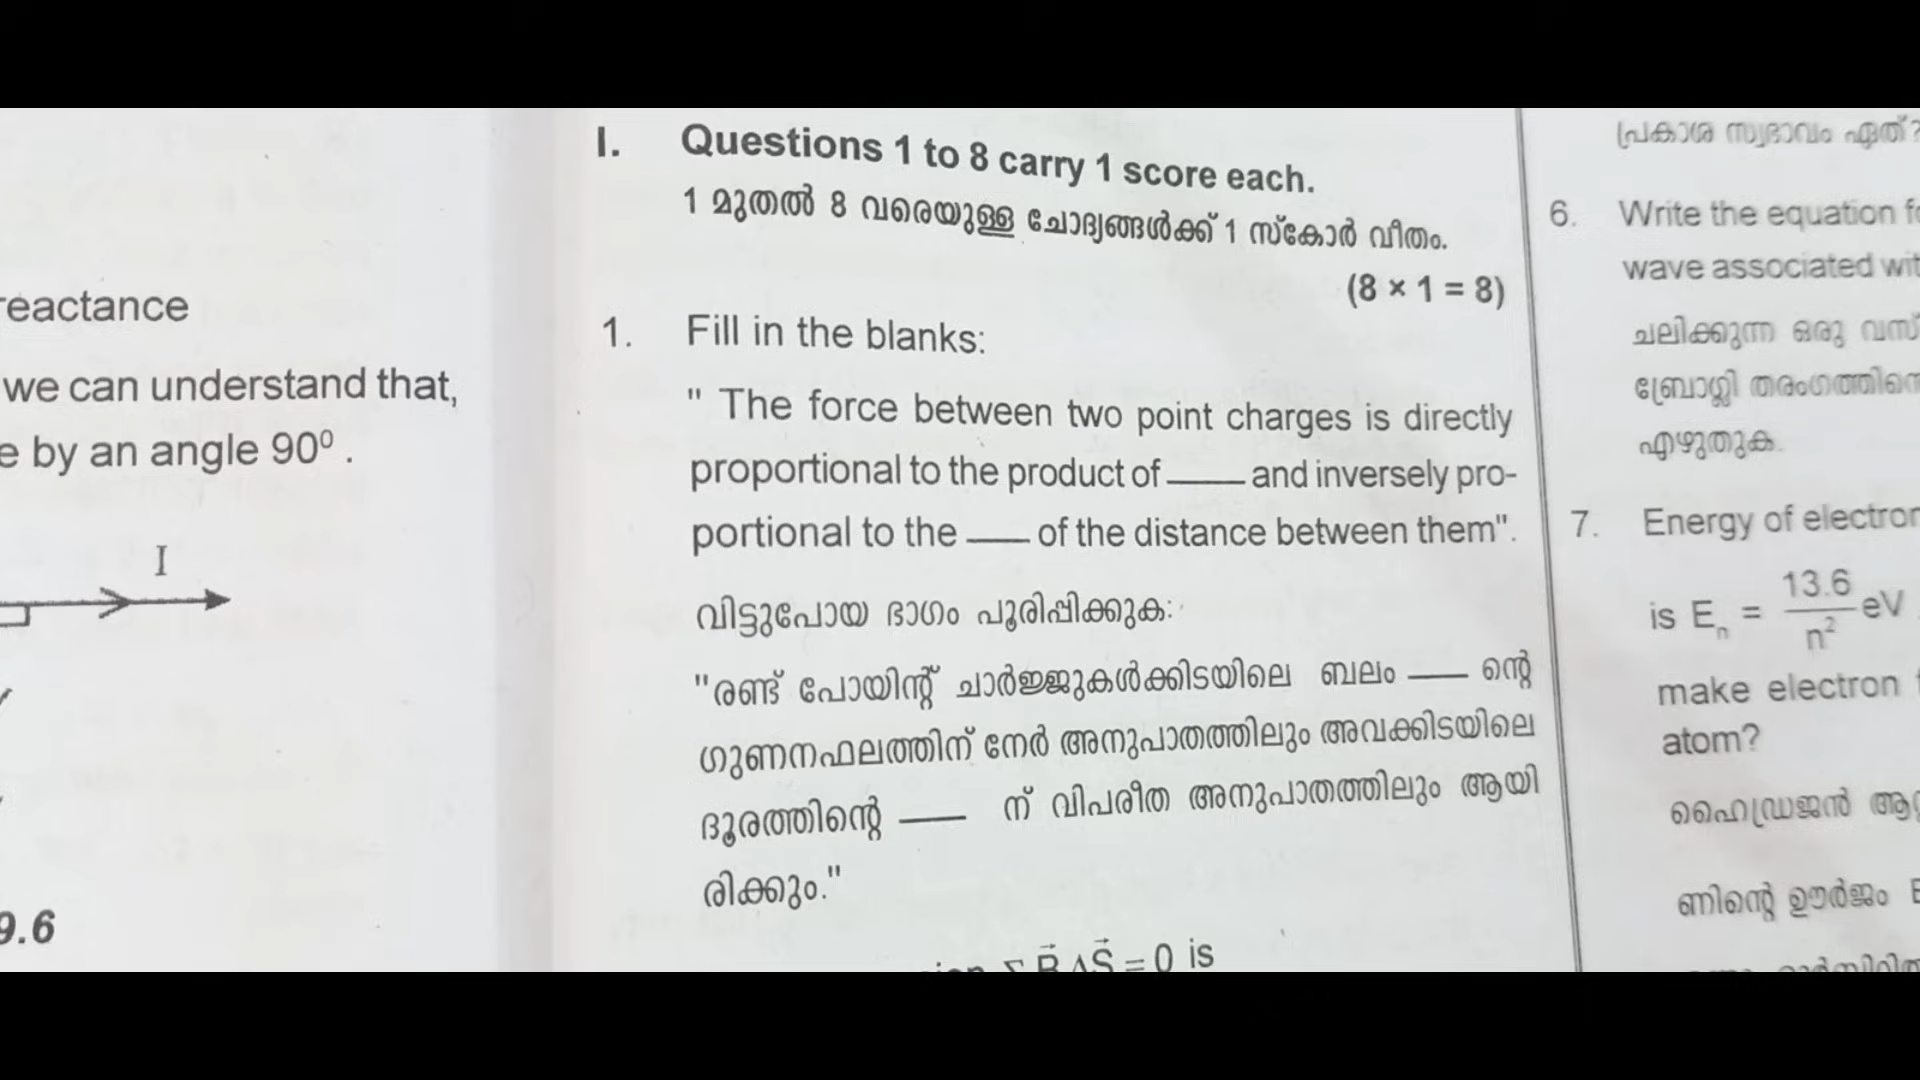 reactance
we can understand that,
e by an angle 90⁰ .
I
9.6
I. Questions 1 to 8 carry 1 score each.
1 മുതൽ 8 വരെയുള്ള ചോദ്യങ്ങൾക്ക് 1 സ്കോർ വീതം.
(8 × 1 = 8)
1. Fill in the blanks:
" The force between two point charges is directly
proportional to the product of ____ and inversely pro-
portional to the ____ of the distance between them".
വിട്ടുപോയ ഭാഗം പൂരിപ്പിക്കുക:
"രണ്ട് പോയിന്റ് ചാർജ്ജുകൾക്കിടയിലെ ബലം ____ ന്റെ
ഗുണനഫലത്തിന് നേർ അനുപാതത്തിലും അവക്കിടയിലെ
ദൂരത്തിന്റെ ____ ന് വിപരീത അനുപാതത്തിലും ആയി
രിക്കും."
B⃗ ΔS⃗ = 0 is
പ്രകാശ സ്വഭാവം ഏത്?
6. Write the equation fo
wave associated wit
ചലിക്കുന്ന ഒരു വസ്
ബ്രോഗ്ലി തരംഗത്തിന്റെ
എഴുതുക.
7. Energy of electron
is Eₙ = 13.6/n² eV
make electron
atom?
ഹൈഡ്രജൻ ആറ്റ
ണിന്റെ ഊർജം E